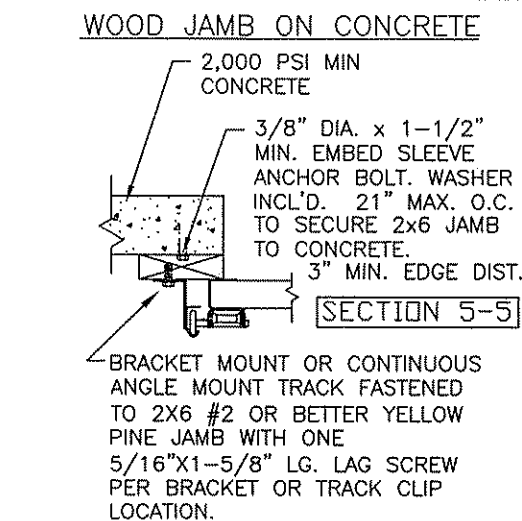 WOOD JAMB ON CONCRETE
2,000 PSI MIN
CONCRETE
3/8" DIA. x 1-1/2"
MIN. EMBED SLEEVE
ANCHOR BOLT. WASHER
INCL'D. 21" MAX. O.C.
TO SECURE 2x6 JAMB
TO CONCRETE.
3" MIN. EDGE DIST.
SECTION 5-5
BRACKET MOUNT OR CONTINUOUS
ANGLE MOUNT TRACK FASTENED
TO 2X6 #2 OR BETTER YELLOW
PINE JAMB WITH ONE
5/16"X1-5/8" LG. LAG SCREW
PER BRACKET OR TRACK CLIP
LOCATION.